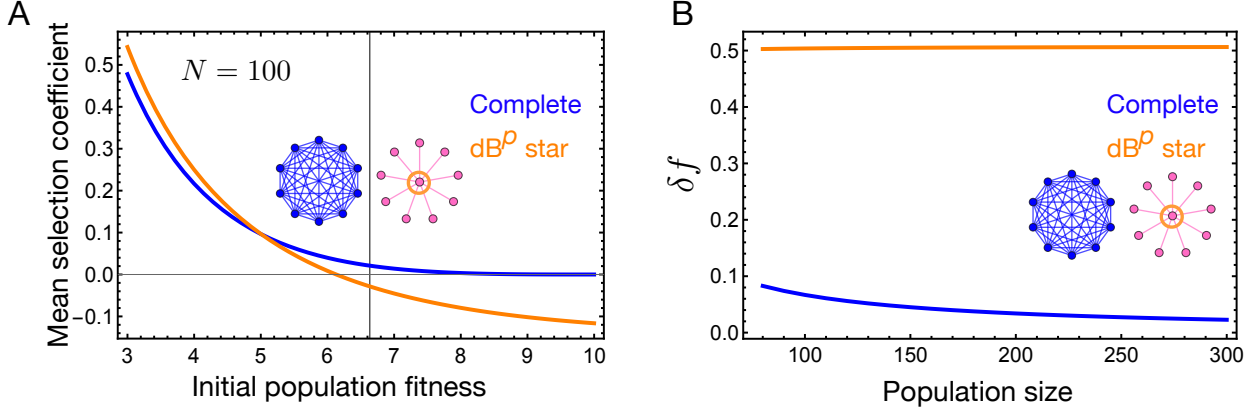 A
Mean selection coefficient
0.5
0.4
0.3
0.2
0.1
0.0
−0.1
N = 100
Complete
dB^p star
3 4 5 6 7 8 9 10
Initial population fitness
B
δf
0.5
0.4
0.3
0.2
0.1
0.0
Complete
dB^p star
100 150 200 250 300
Population size